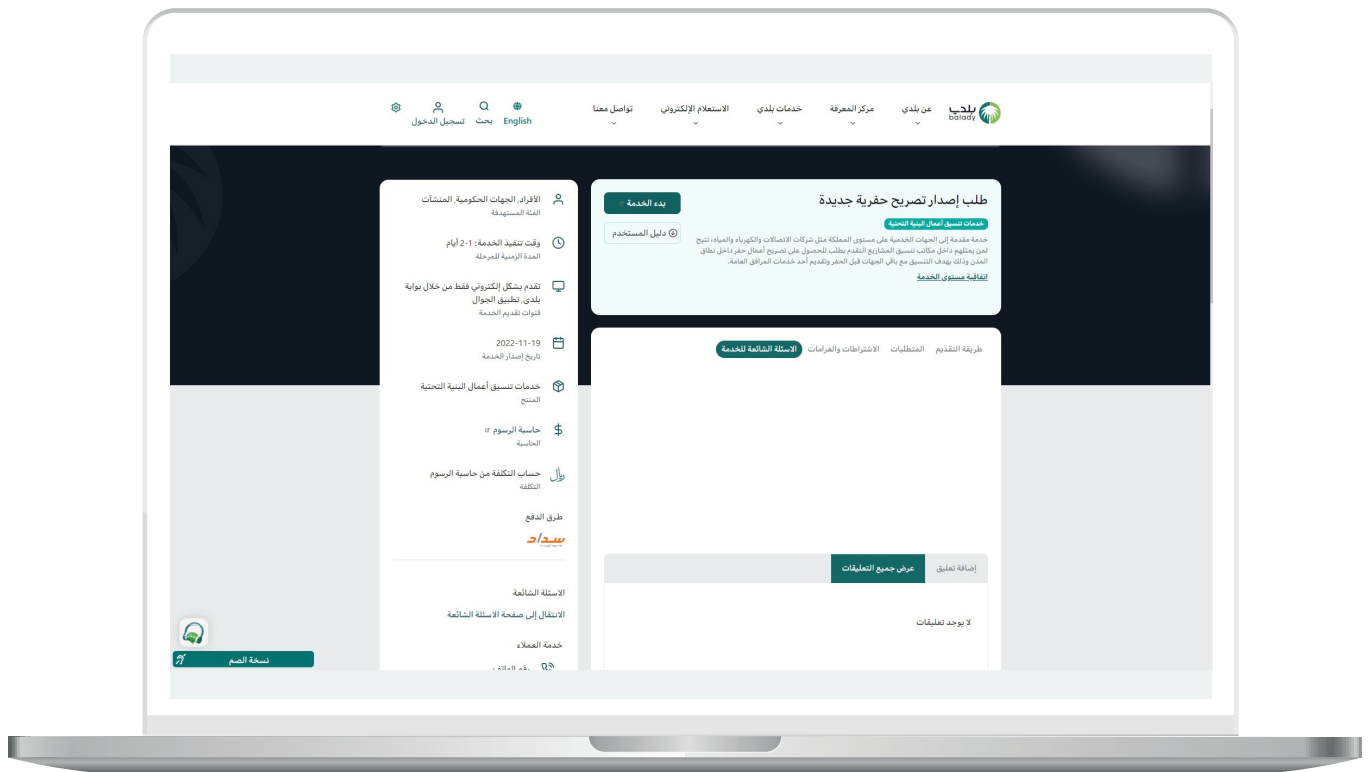 بلدي
balady
عن بلدي
مركز المعرفة
خدمات بلدي
الاستعلام الإلكتروني
تواصل معنا
English
بحث
تسجيل الدخول
طلب إصدار تصريح حفرية جديدة
بدء الخدمة
خدمات تنسيق أعمال البنية التحتية
دليل المستخدم
خدمة مقدمة إلى الجهات الخدمية على مستوى المملكة مثل شركات الاتصالات والكهرباء والمياه، تتيح
لمن يمثلهم داخل مكاتب تنسيق المشاريع التقدم بطلب للحصول على تصريح أعمال حفر داخل نطاق
المدن وذلك بهدف التنسيق مع باقي الجهات قبل الحفر وتقديم أحد خدمات المرافق العامة.
اتفاقية مستوى الخدمة
طريقة التقديم
المتطلبات
الاشتراطات والغرامات
الاسئلة الشائعة للخدمة
إضافة تعليق
عرض جميع التعليقات
لا يوجد تعليقات
الأفراد, الجهات الحكومية, المنشآت
الفئة المستهدفة
وقت تنفيذ الخدمة: 1-2 أيام
المدة الزمنية للمرحلة
تقدم بشكل إلكتروني فقط من خلال بوابة
بلدي, تطبيق الجوال
قنوات تقديم الخدمة
2022-11-19
تاريخ إصدار الخدمة
خدمات تنسيق أعمال البنية التحتية
المنتج
حاسبة الرسوم
الحاسبة
حساب التكلفة من حاسبة الرسوم
التكلفة
طرق الدفع
سداد
الاسئلة الشائعة
الانتقال إلى صفحة الاسئلة الشائعة
خدمة العملاء
رقم الهاتف
نسخة الصم